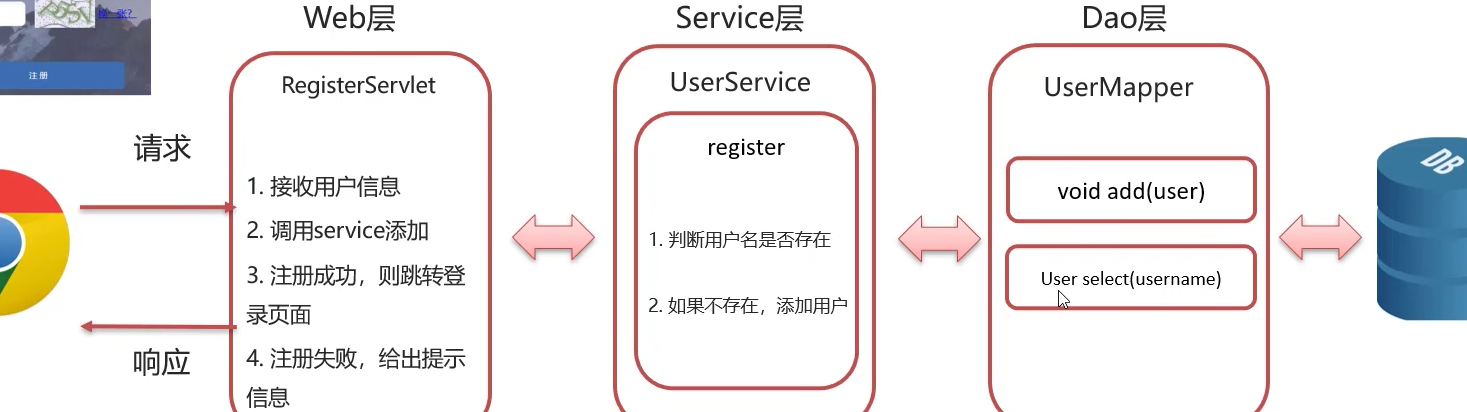 Web层
Service层
Dao层
注 册
RegisterServlet
UserService
UserMapper
请求
register
1. 接收用户信息
void add(user)
2. 调用service添加
1. 判断用户名是否存在
3. 注册成功，则跳转登
录页面
User select(username)
2. 如果不存在，添加用户
响应
4. 注册失败，给出提示
信息
DB